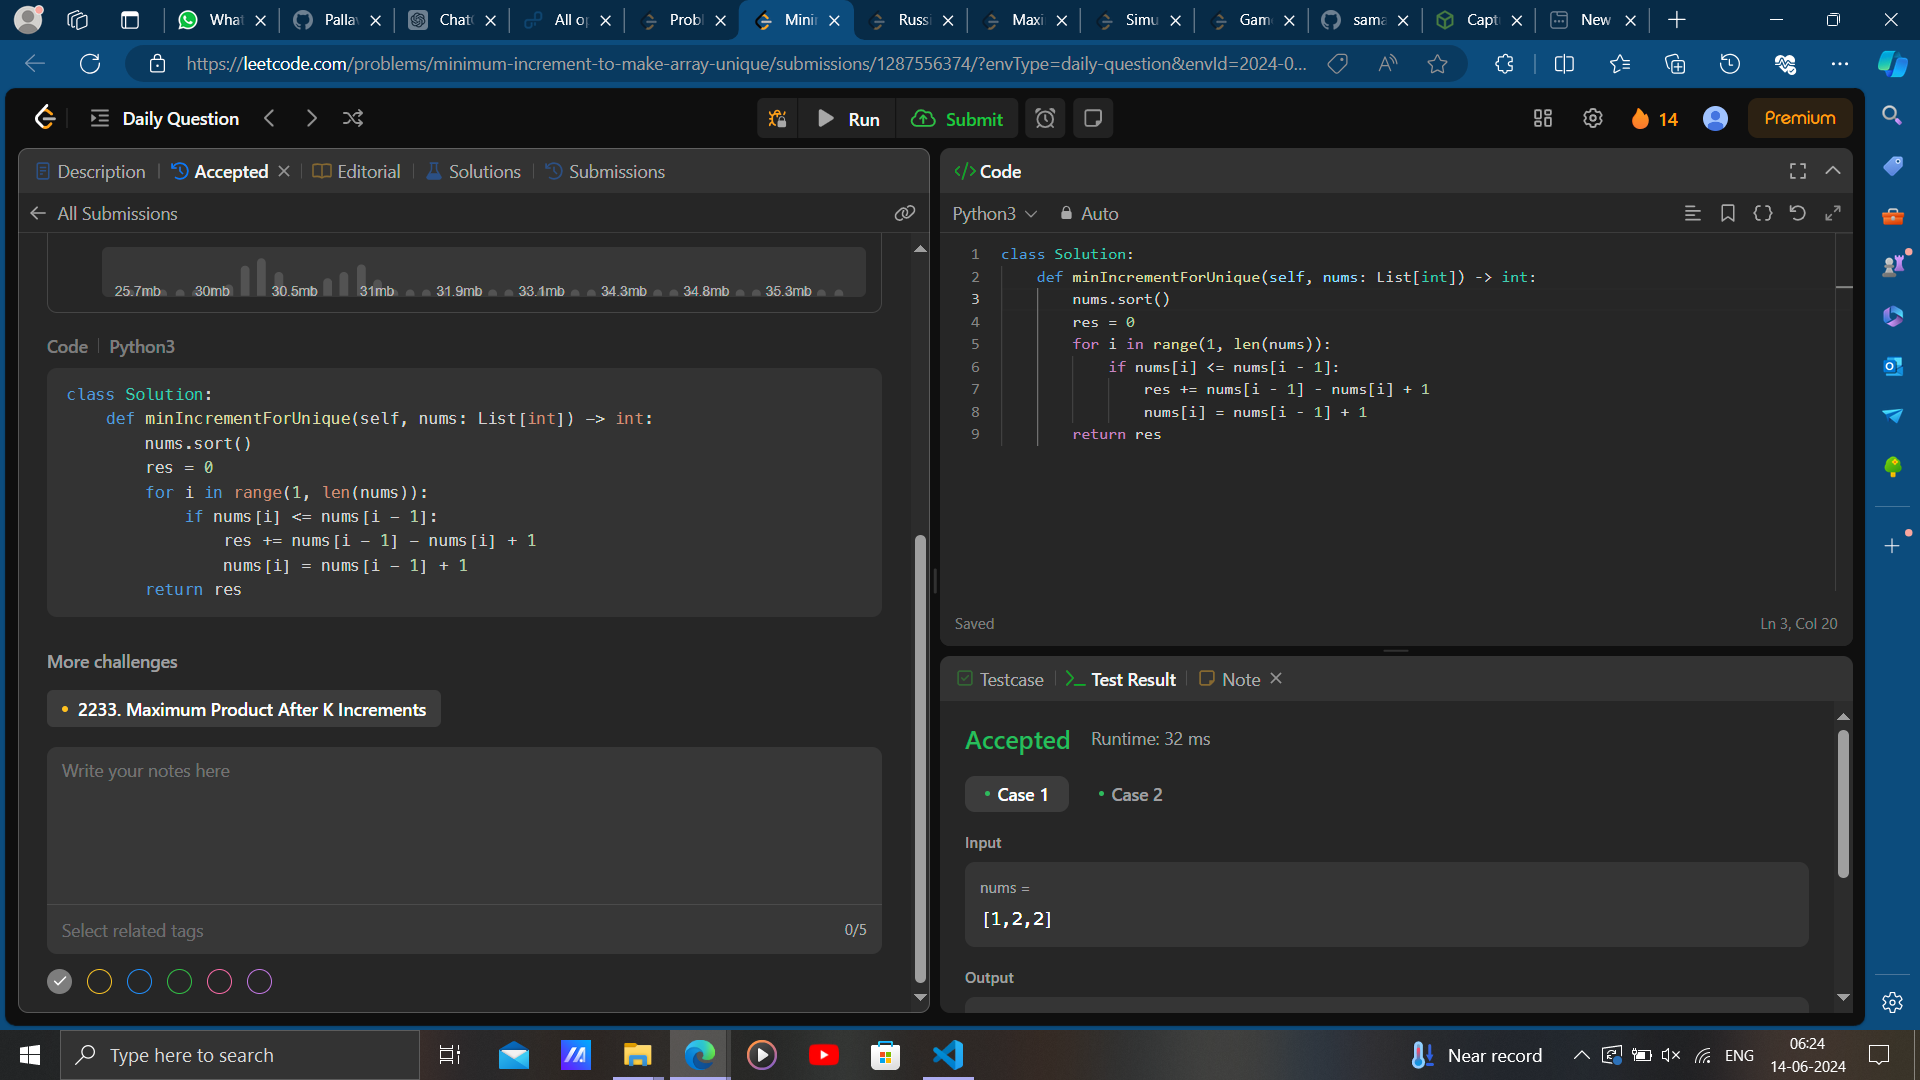 What
Palla
Chat
All o
Probl
Mini
Russi
Maxi
Simu
Gam
sama
Capt
New
https://leetcode.com/problems/minimum-increment-to-make-array-unique/submissions/1287556374/?envType=daily-question&envId=2024-0...
Daily Question
Run
Submit
14
Premium
Description
Accepted
Editorial
Solutions
Submissions
All Submissions
25.7mb 30mb 30.5mb 31mb 31.9mb 33.1mb 34.3mb 34.8mb 35.3mb
Code
Python3
class Solution:
    def minIncrementForUnique(self, nums: List[int]) -> int:
        nums.sort()
        res = 0
        for i in range(1, len(nums)):
            if nums[i] <= nums[i - 1]:
                res += nums[i - 1] - nums[i] + 1
                nums[i] = nums[i - 1] + 1
        return res
More challenges
2233. Maximum Product After K Increments
Write your notes here
Select related tags
0/5
</> Code
Python3
Auto
1 class Solution:
2     def minIncrementForUnique(self, nums: List[int]) -> int:
3         nums.sort()
4         res = 0
5         for i in range(1, len(nums)):
6             if nums[i] <= nums[i - 1]:
7                 res += nums[i - 1] - nums[i] + 1
8                 nums[i] = nums[i - 1] + 1
9         return res
Saved
Ln 3, Col 20
Testcase
Test Result
Note
Accepted
Runtime: 32 ms
Case 1
Case 2
Input
nums =
[1,2,2]
Output
Type here to search
Near record
ENG
06:24
14-06-2024